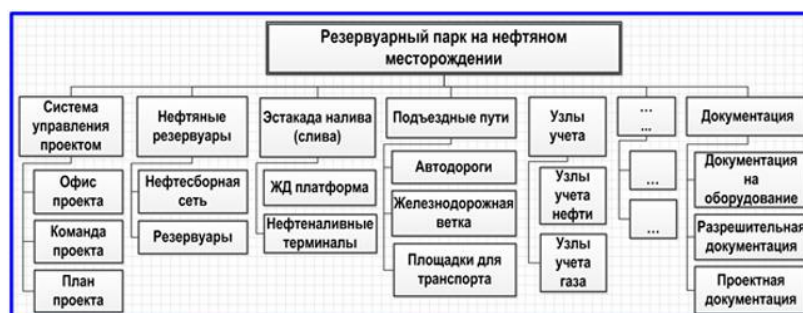 Резервуарный парк на нефтяном
месторождении
Система
управления
проектом
Офис
проекта
Команда
проекта
План
проекта
Нефтяные
резервуары
Нефтесборная
сеть
Резервуары
Эстакада налива
(слива)
ЖД платформа
Нефтеналивные
терминалы
Подъездные пути
Автодороги
Железнодорожная
ветка
Площадки для
транспорта
Узлы
учета
Узлы
учета
нефти
Узлы
учета
газа
...
...
...
...
Документация
Документация
на
оборудование
Разрешительная
документация
Проектная
документация